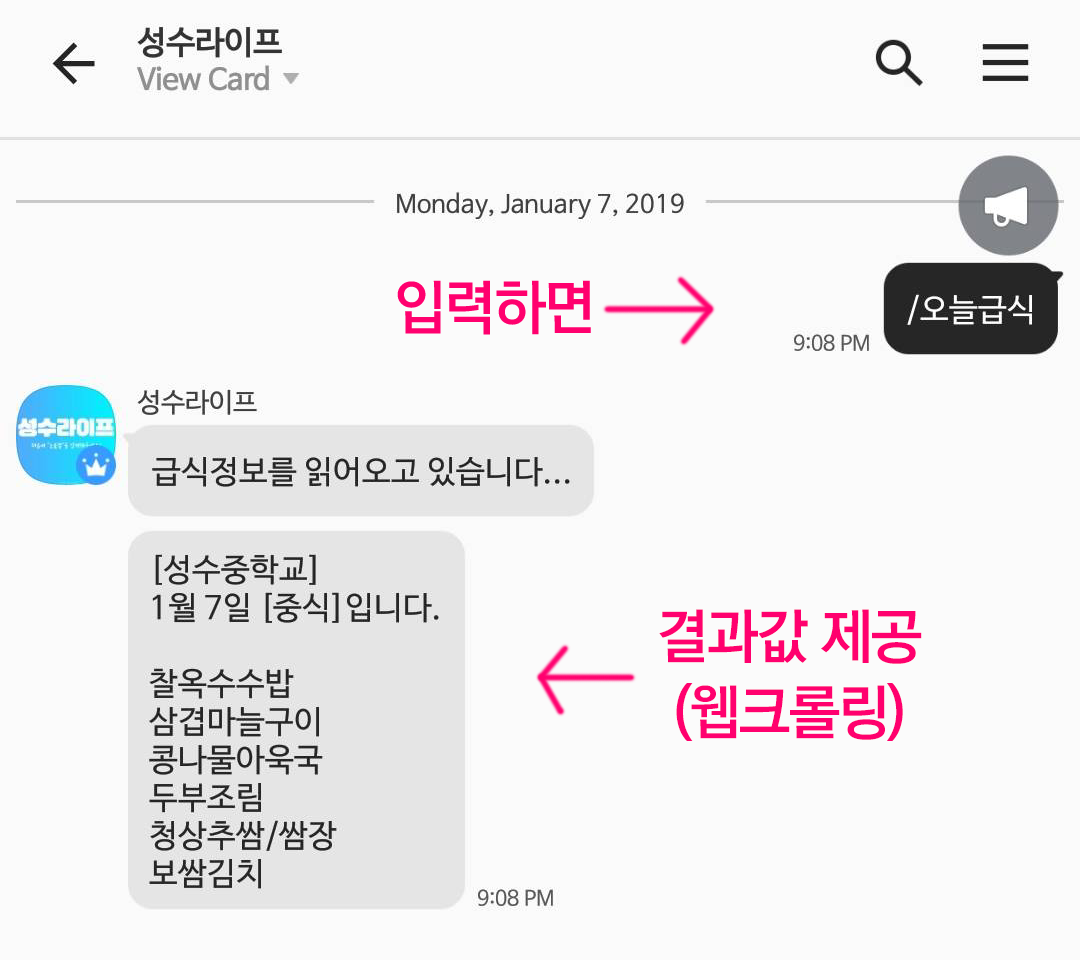 성수라이프
View Card
Monday, January 7, 2019
입력하면
/오늘급식
9:08 PM
성수라이프
성수라이프
급식정보를 읽어오고 있습니다...
[성수중학교]
1월 7일 [중식]입니다.
찰옥수수밥
삼겹마늘구이
콩나물아욱국
두부조림
청상추쌈/쌈장
보쌈김치
9:08 PM
결과값 제공
(웹크롤링)